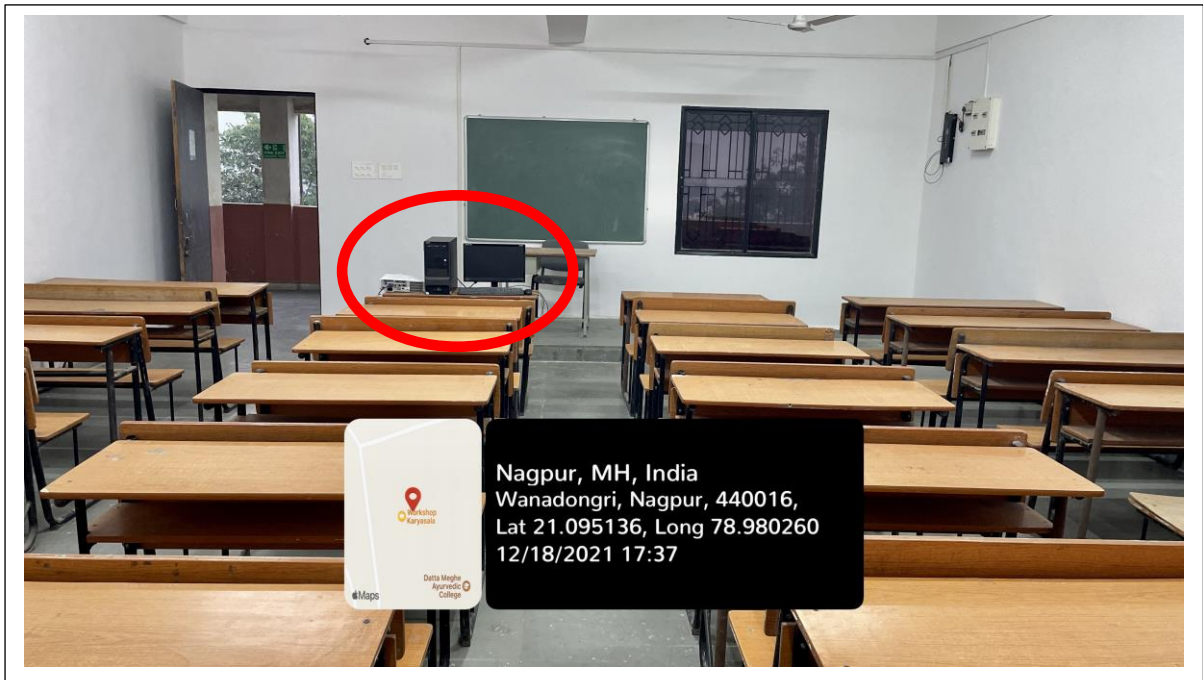 Workshop
Karyasala
Datta Meghe
Ayurvedic
College
Maps
Nagpur, MH, India
Wanadongri, Nagpur, 440016,
Lat 21.095136, Long 78.980260
12/18/2021 17:37